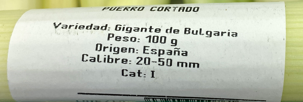 PUERRO CORTADO
Variedad: Gigante de Bulgaria
Peso: 100 g
Origen: España
Calibre: 20-50 mm
Cat: I